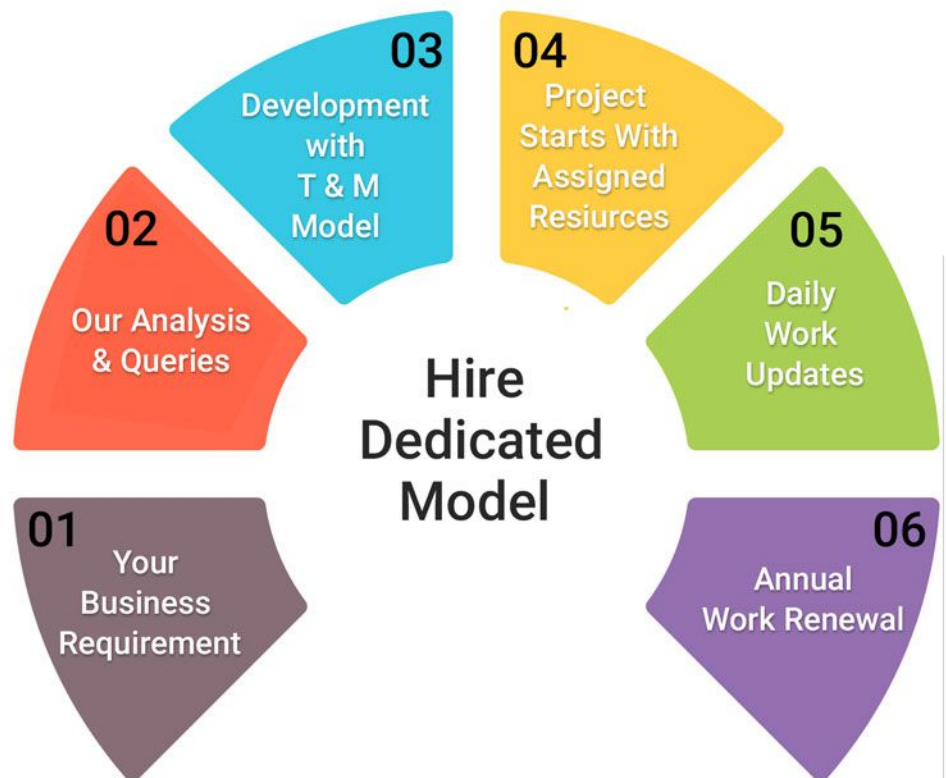 01
Your
Business
Requirement
02
Our Analysis
& Queries
03
Development
with
T & M
Model
04
Project
Starts With
Assigned
Resiurces
05
Daily
Work
Updates
06
Annual
Work Renewal
Hire
Dedicated
Model